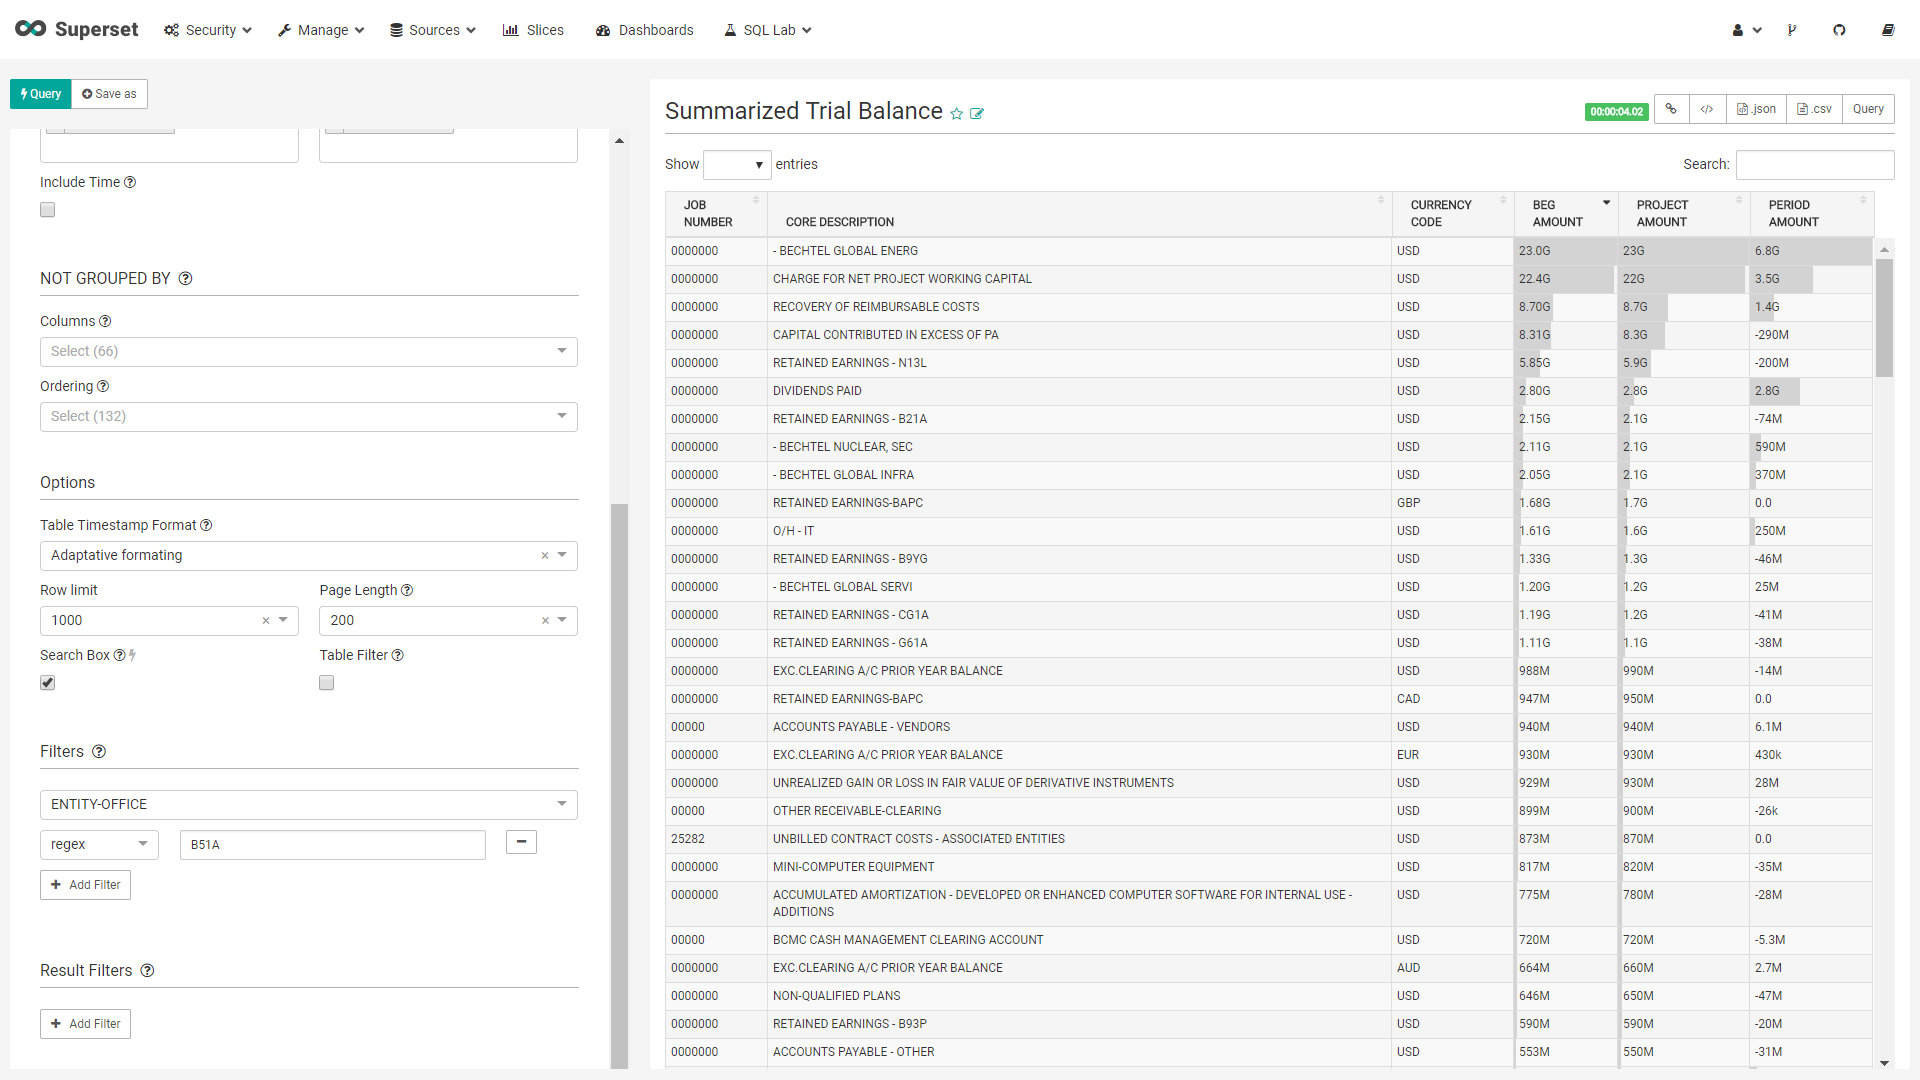 Superset Security Manage Sources Slices Dashboards SQL Lab
Query Save as
Include Time
NOT GROUPED BY
Columns
Select (66)
Ordering
Select (132)
Options
Table Timestamp Format
Adaptative formating ×
Row limit Page Length
1000 × 200 ×
Search Box Table Filter
Filters
ENTITY-OFFICE
regex B51A
Add Filter
Result Filters
Add Filter
Summarized Trial Balance 00:00:04.02 </> .json .csv Query
Show entries Search:
JOB NUMBER CORE DESCRIPTION CURRENCY CODE BEG AMOUNT PROJECT AMOUNT PERIOD AMOUNT
0000000 - BECHTEL GLOBAL ENERG USD 23.0G 23G 6.8G
0000000 CHARGE FOR NET PROJECT WORKING CAPITAL USD 22.4G 22G 3.5G
0000000 RECOVERY OF REIMBURSABLE COSTS USD 8.70G 8.7G 1.4G
0000000 CAPITAL CONTRIBUTED IN EXCESS OF PA USD 8.31G 8.3G -290M
0000000 RETAINED EARNINGS - N13L USD 5.85G 5.9G -200M
0000000 DIVIDENDS PAID USD 2.80G 2.8G 2.8G
0000000 RETAINED EARNINGS - B21A USD 2.15G 2.1G -74M
0000000 - BECHTEL NUCLEAR, SEC USD 2.11G 2.1G 590M
0000000 - BECHTEL GLOBAL INFRA USD 2.05G 2.1G 370M
0000000 RETAINED EARNINGS-BAPC GBP 1.68G 1.7G 0.0
0000000 O/H - IT USD 1.61G 1.6G 250M
0000000 RETAINED EARNINGS - B9YG USD 1.33G 1.3G -46M
0000000 - BECHTEL GLOBAL SERVI USD 1.20G 1.2G 25M
0000000 RETAINED EARNINGS - CG1A USD 1.19G 1.2G -41M
0000000 RETAINED EARNINGS - G61A USD 1.11G 1.1G -38M
0000000 EXC.CLEARING A/C PRIOR YEAR BALANCE USD 988M 990M -14M
0000000 RETAINED EARNINGS-BAPC CAD 947M 950M 0.0
00000 ACCOUNTS PAYABLE - VENDORS USD 940M 940M 6.1M
0000000 EXC.CLEARING A/C PRIOR YEAR BALANCE EUR 930M 930M 430k
0000000 UNREALIZED GAIN OR LOSS IN FAIR VALUE OF DERIVATIVE INSTRUMENTS USD 929M 930M 28M
00000 OTHER RECEIVABLE-CLEARING USD 899M 900M -26k
25282 UNBILLED CONTRACT COSTS - ASSOCIATED ENTITIES USD 873M 870M 0.0
0000000 MINI-COMPUTER EQUIPMENT USD 817M 820M -35M
0000000 ACCUMULATED AMORTIZATION - DEVELOPED OR ENHANCED COMPUTER SOFTWARE FOR INTERNAL USE - USD 775M 780M -28M
ADDITIONS
00000 BCMC CASH MANAGEMENT CLEARING ACCOUNT USD 720M 720M -5.3M
0000000 EXC.CLEARING A/C PRIOR YEAR BALANCE AUD 664M 660M 2.7M
0000000 NON-QUALIFIED PLANS USD 646M 650M -47M
0000000 RETAINED EARNINGS - B93P USD 590M 590M -20M
0000000 ACCOUNTS PAYABLE - OTHER USD 553M 550M -31M